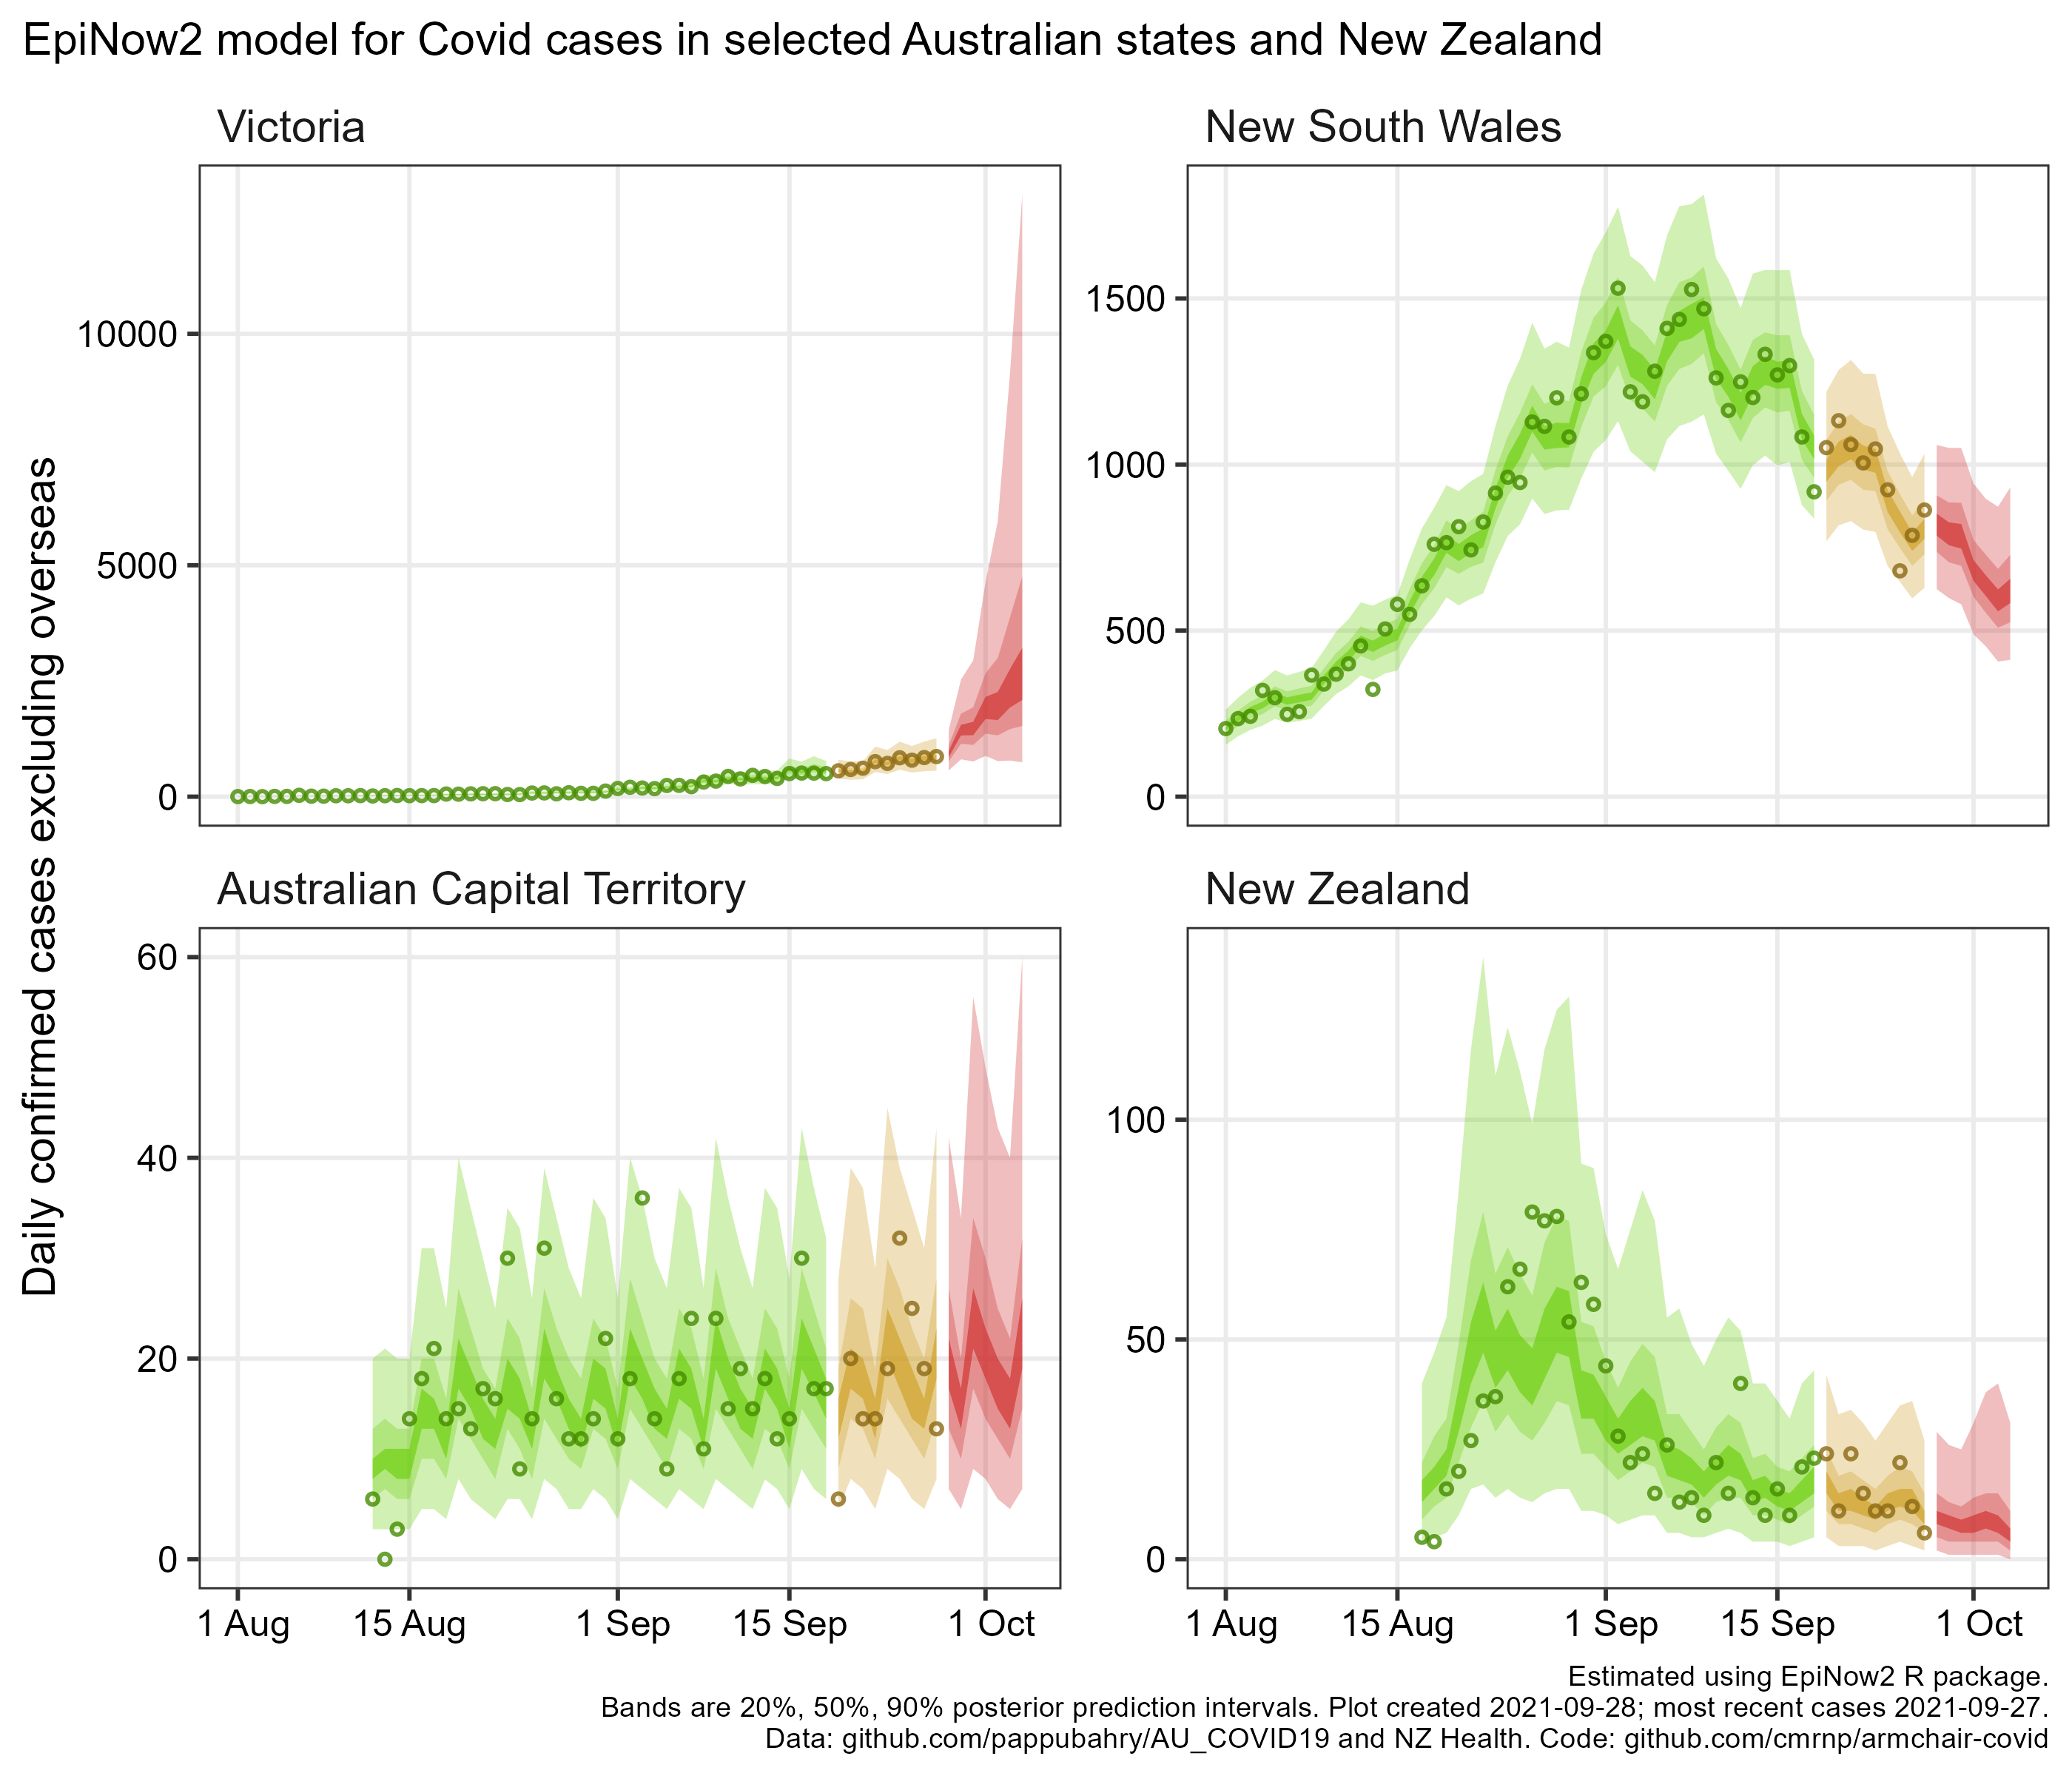 EpiNow2 model for Covid cases in selected Australian states and New Zealand
Daily confirmed cases excluding overseas
Victoria
10000
5000
0
New South Wales
1500
1000
500
0
Australian Capital Territory
60
40
20
0
1 Aug 15 Aug 1 Sep 15 Sep 1 Oct
New Zealand
100
50
0
1 Aug 15 Aug 1 Sep 15 Sep 1 Oct
Estimated using EpiNow2 R package.
Bands are 20%, 50%, 90% posterior prediction intervals. Plot created 2021-09-28; most recent cases 2021-09-27.
Data: github.com/pappubahry/AU_COVID19 and NZ Health. Code: github.com/cmrnp/armchair-covid